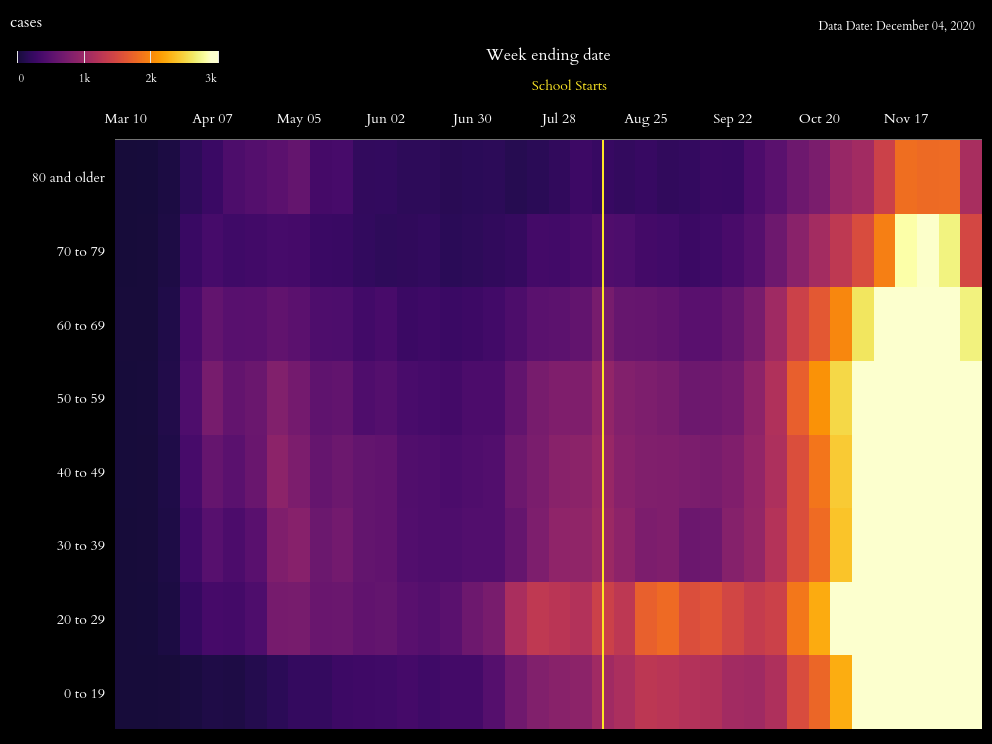 cases
Data Date: December 04, 2020
0 1k 2k 3k
Week ending date
School Starts
Mar 10 Apr 07 May 05 Jun 02 Jun 30 Jul 28 Aug 25 Sep 22 Oct 20 Nov 17
80 and older
70 to 79
60 to 69
50 to 59
40 to 49
30 to 39
20 to 29
0 to 19